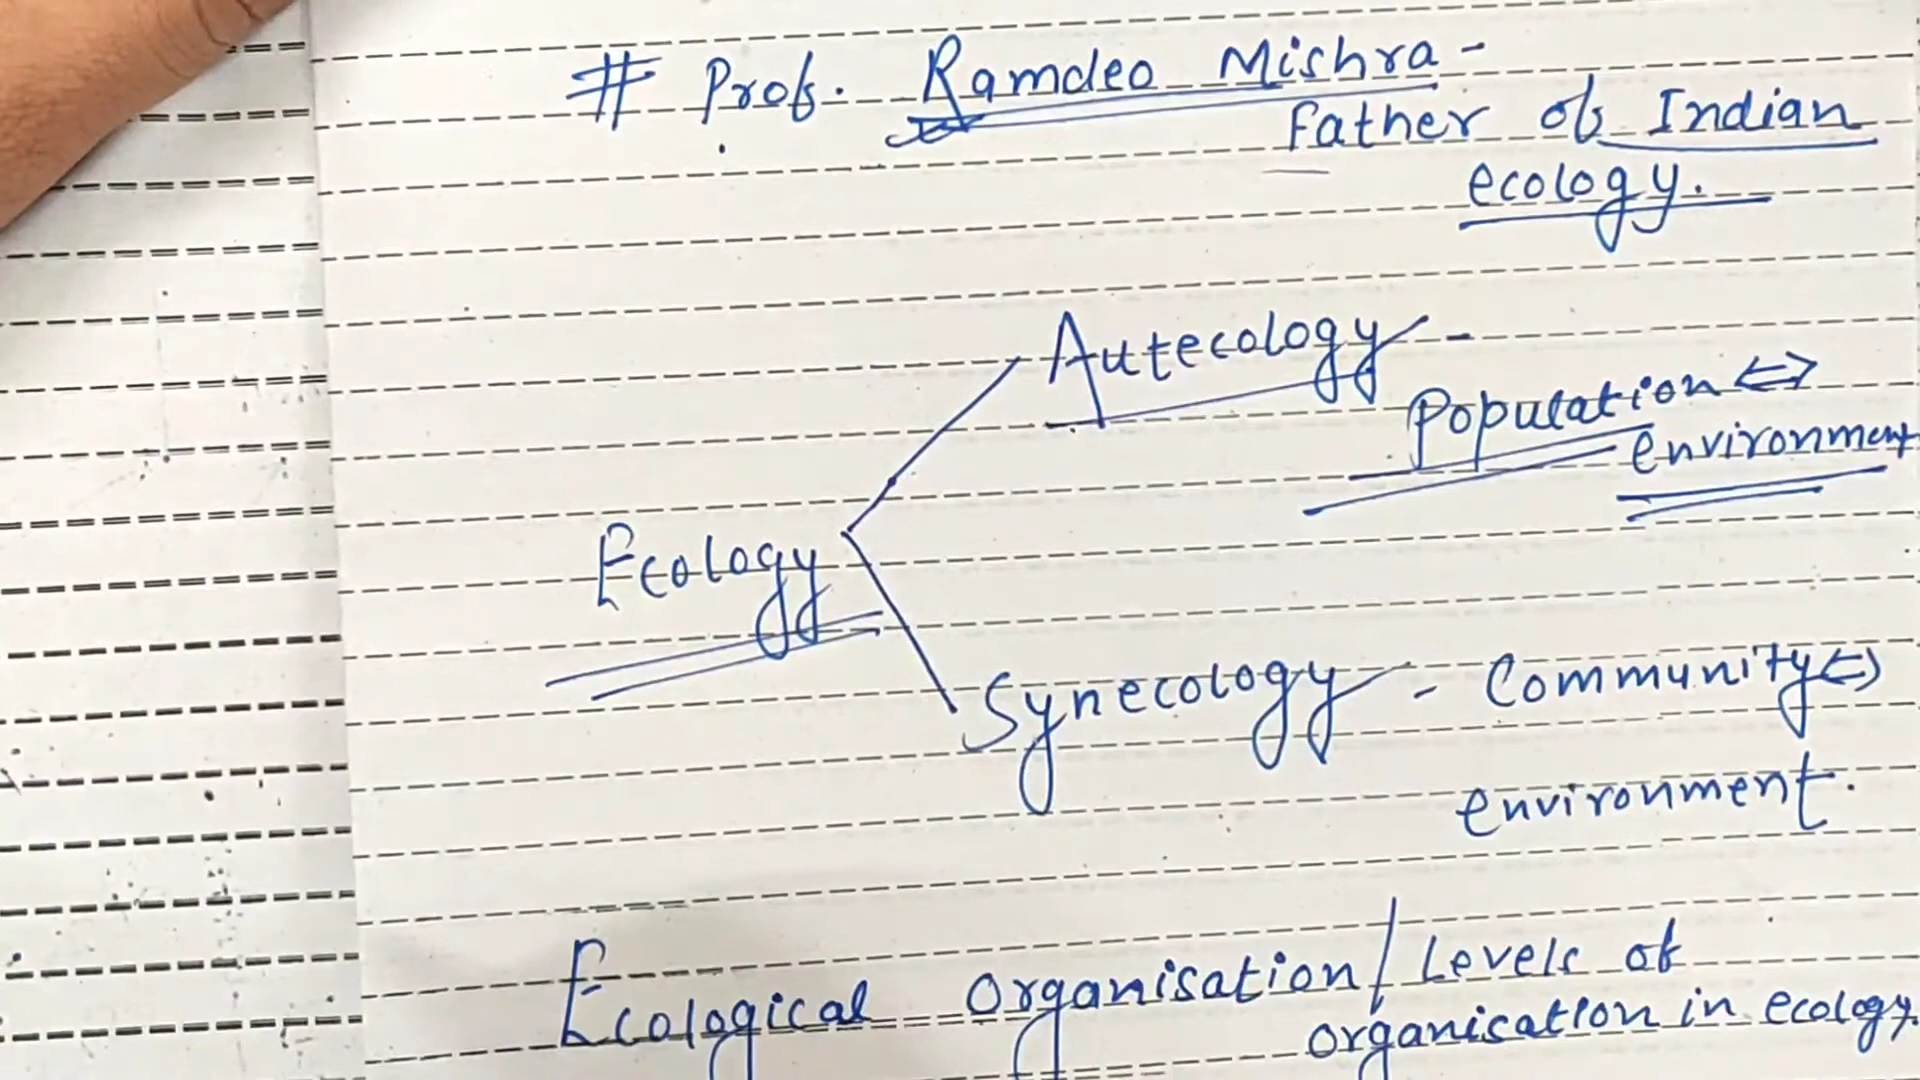 # Prof. Ramdeo Mishra -
Father of Indian
ecology.
Autecology -
Population ⇔
environment
Ecology
Synecology - Community ⇔
environment.
Ecological organisation / Levels of
organisation in ecology.